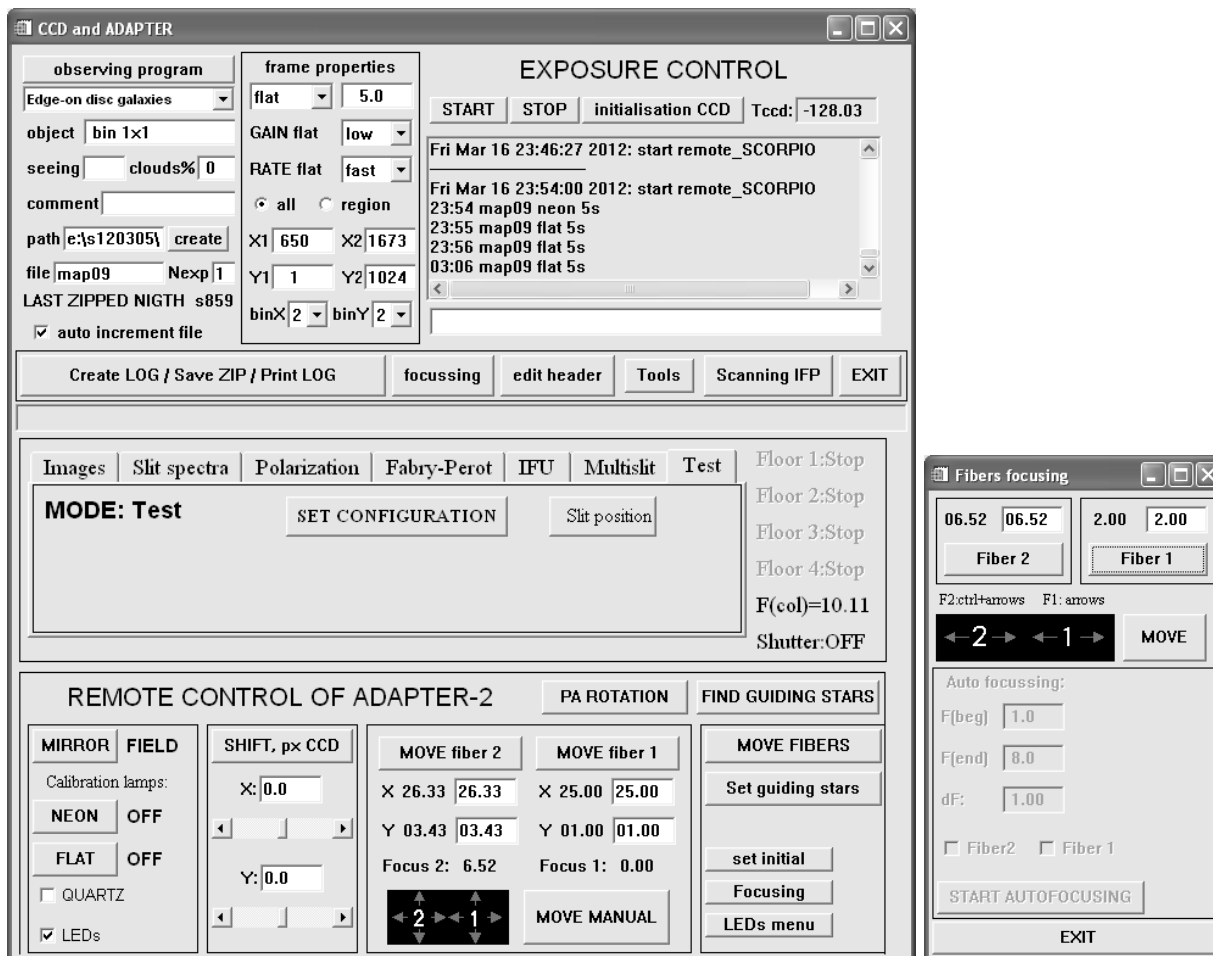 CCD and ADAPTER
observing program
Edge-on disc galaxies
object bin 1×1
seeing clouds% 0
comment
path e:\s120305\ create
file map09 Nexp 1
LAST ZIPPED NIGTH s859
auto increment file
frame properties
flat 5.0
GAIN flat low
RATE flat fast
all region
X1 650 X2 1673
Y1 1 Y2 1024
binX 2 binY 2
EXPOSURE CONTROL
START STOP initialisation CCD Tccd: -128.03
Fri Mar 16 23:46:27 2012: start remote_SCORPIO
Fri Mar 16 23:54:00 2012: start remote_SCORPIO
23:54 map09 neon 5s
23:55 map09 flat 5s
23:56 map09 flat 5s
03:06 map09 flat 5s
Create LOG / Save ZIP / Print LOG focussing edit header Tools Scanning IFP EXIT
Images Slit spectra Polarization Fabry-Perot IFU Multislit Test
MODE: Test SET CONFIGURATION Slit position
Floor 1:Stop
Floor 2:Stop
Floor 3:Stop
Floor 4:Stop
F(col)=10.11
Shutter:OFF
REMOTE CONTROL OF ADAPTER-2 PA ROTATION FIND GUIDING STARS
MIRROR FIELD
Calibration lamps:
NEON OFF
FLAT OFF
QUARTZ
LEDs
SHIFT, px CCD
X: 0.0
Y: 0.0
MOVE fiber 2 MOVE fiber 1
X 26.33 26.33 X 25.00 25.00
Y 03.43 03.43 Y 01.00 01.00
Focus 2: 6.52 Focus 1: 0.00
2 1 MOVE MANUAL
MOVE FIBERS
Set guiding stars
set initial
Focusing
LEDs menu
Fibers focusing
06.52 06.52 2.00 2.00
Fiber 2 Fiber 1
F2:ctrl+arrows F1: arrows
2 1 MOVE
Auto focussing:
F(beg) 1.0
F(end) 8.0
dF: 1.00
Fiber2 Fiber 1
START AUTOFOCUSING
EXIT